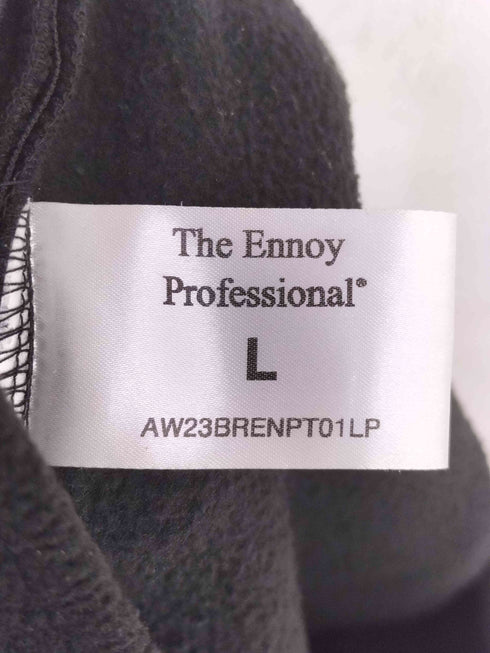 The Ennoy
Professional®
L
AW23BRENPT01LP